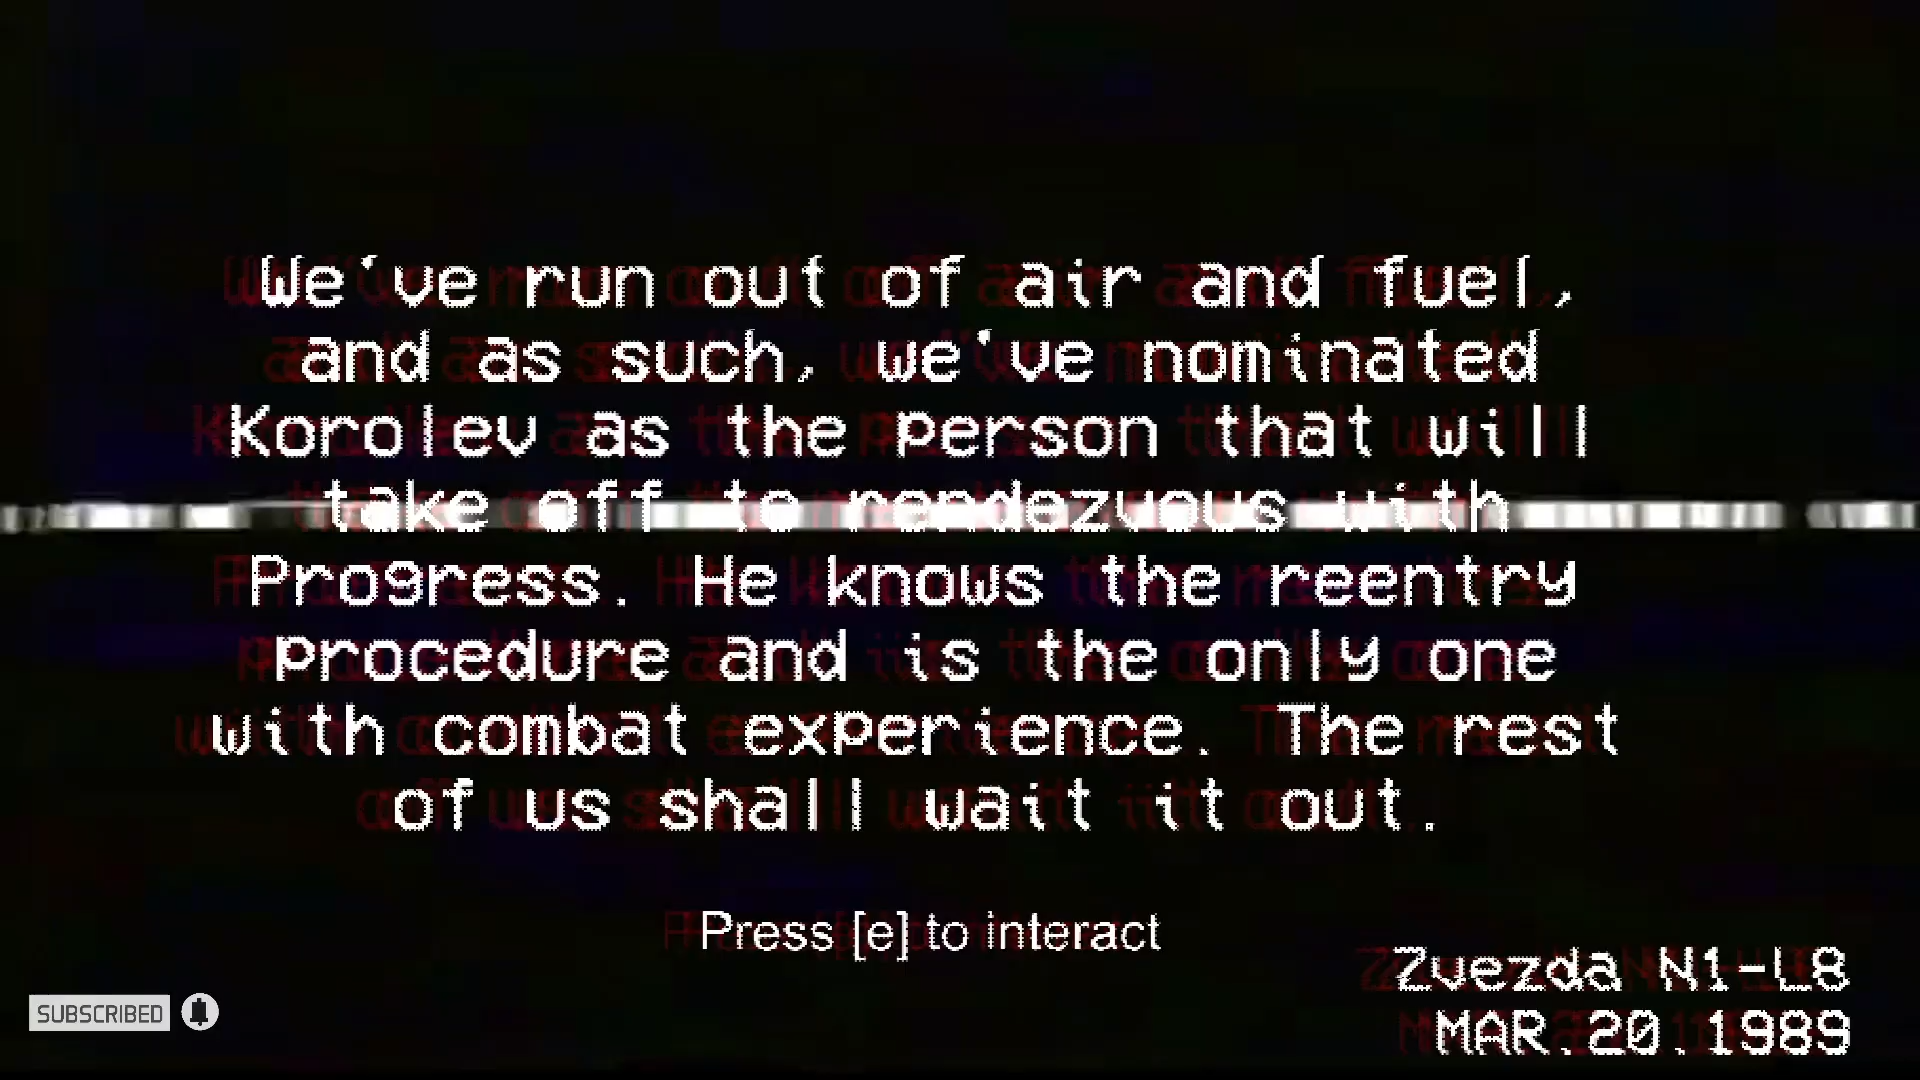 We've run out of air and fuel,
and as such, we've nominated
Korolev as the person that will
take off to rendezvous with
Progress. He knows the reentry
procedure and is the only one
with combat experience. The rest
of us shall wait it out.
Press [e] to interact
Zvezda N1-L8
MAR.20.1989
SUBSCRIBED